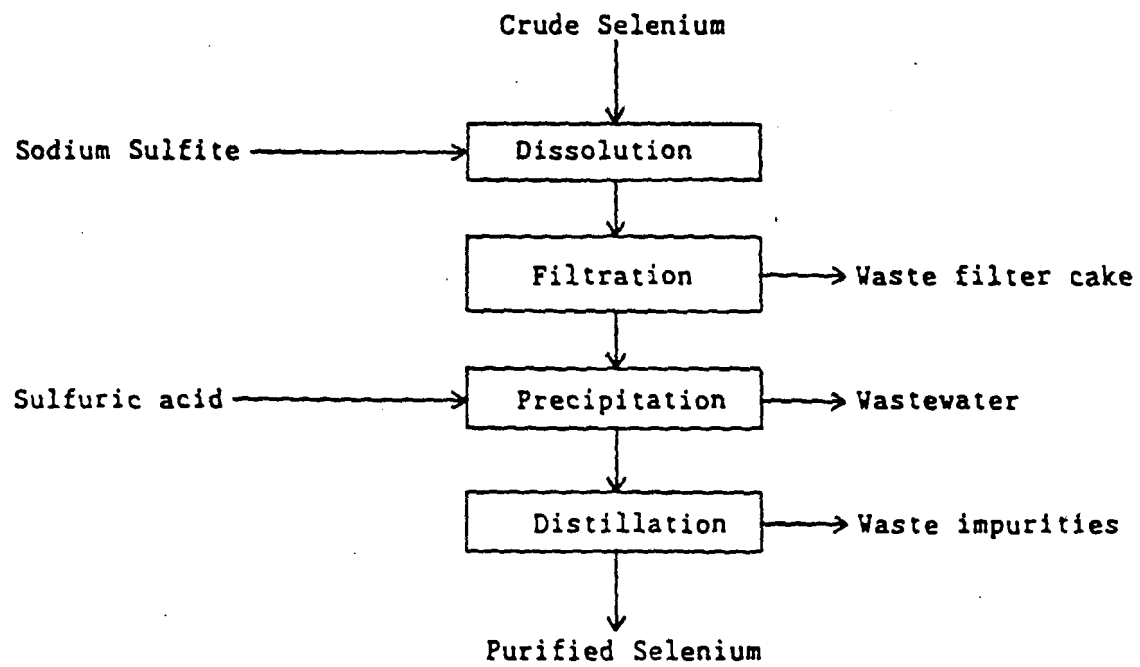 Crude Selenium
Sodium Sulfite
Dissolution
Filtration
Waste filter cake
Sulfuric acid
Precipitation
Wastewater
Distillation
Waste impurities
Purified Selenium